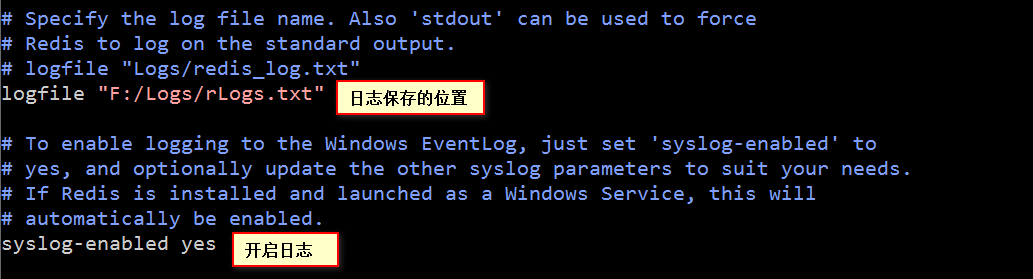 # Specify the log file name. Also 'stdout' can be used to force
# Redis to log on the standard output.
# logfile "Logs/redis_log.txt"
logfile "F:/Logs/rLogs.txt" 日志保存的位置
# To enable logging to the Windows EventLog, just set 'syslog-enabled' to
# yes, and optionally update the other syslog parameters to suit your needs.
# If Redis is installed and launched as a Windows Service, this will
# automatically be enabled.
syslog-enabled yes 开启日志